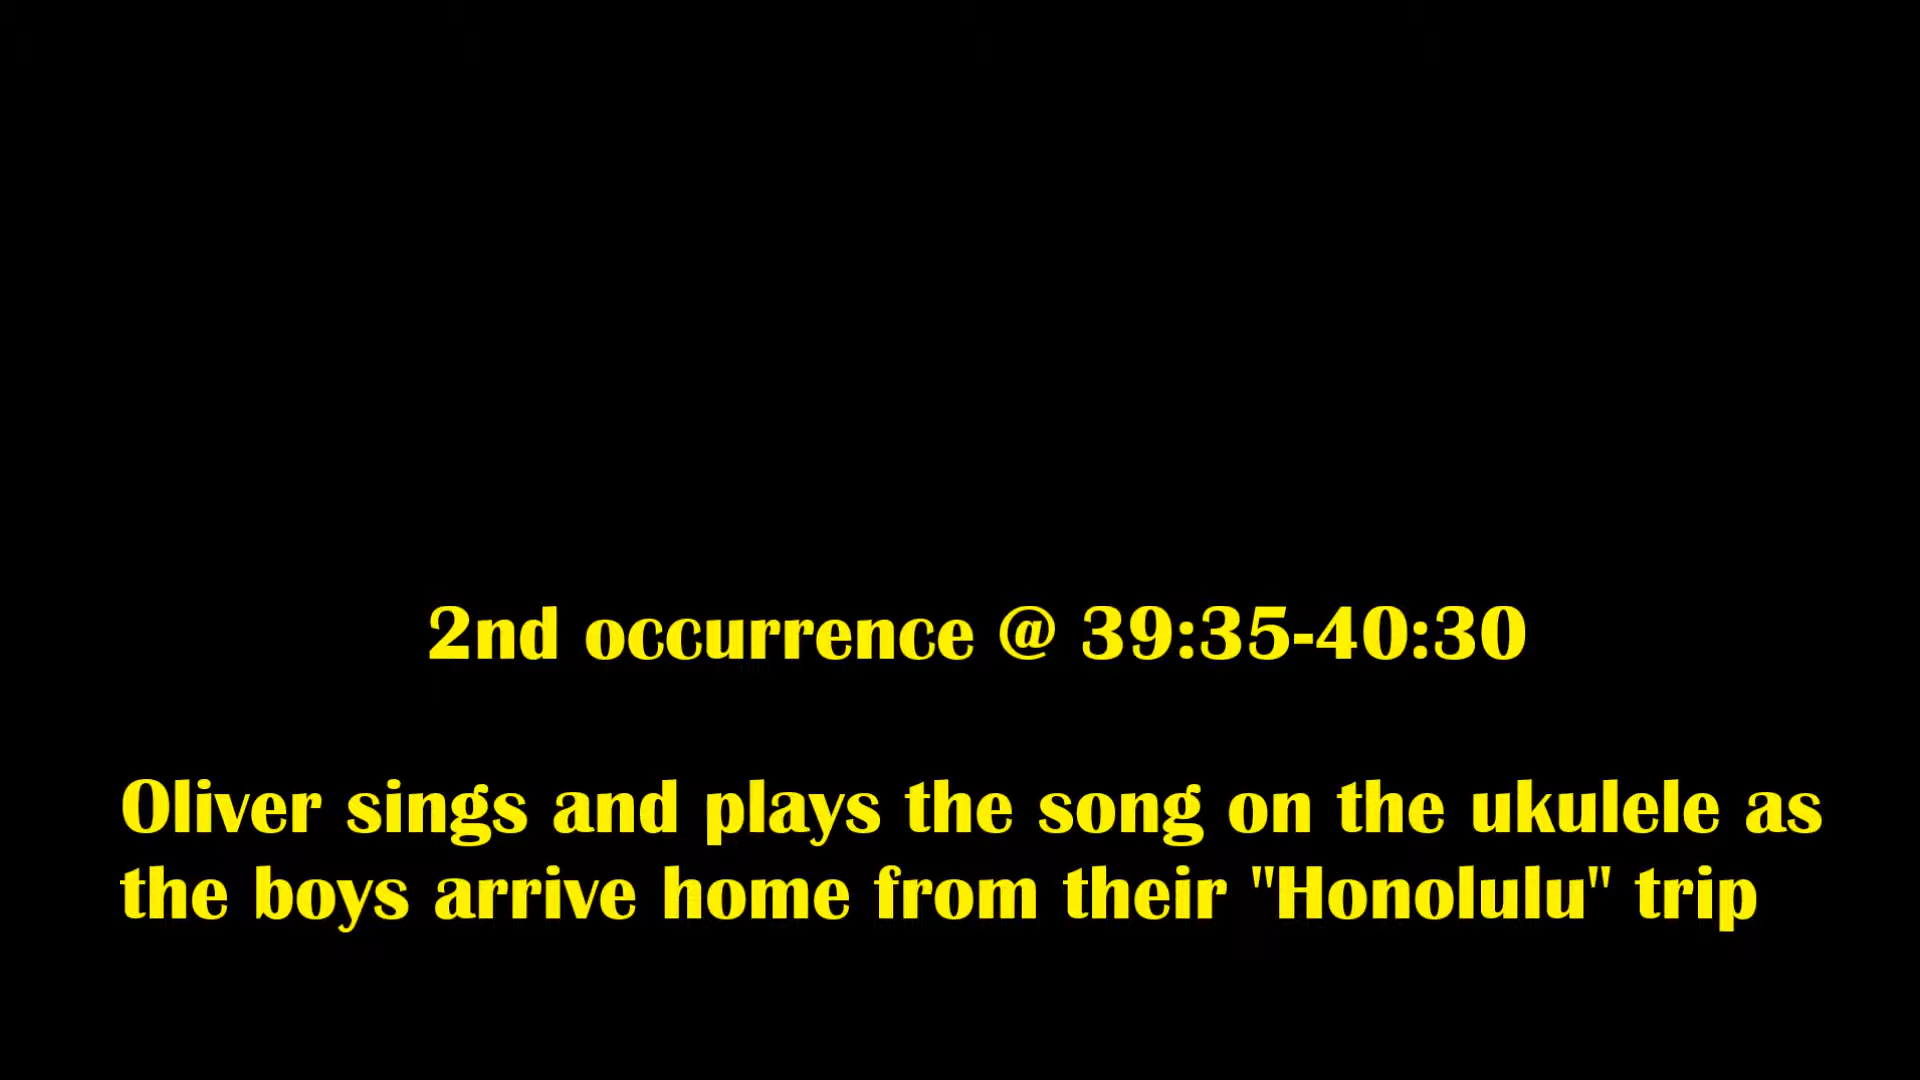 2nd occurrence @ 39:35-40:30
Oliver sings and plays the song on the ukulele as
the boys arrive home from their "Honolulu" trip